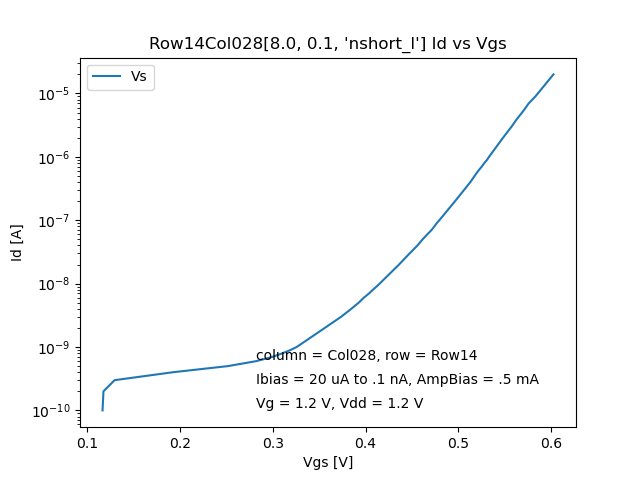 Row14Col028[8.0, 0.1, 'nshort_l'] Id vs Vgs
Vs
10⁻⁵
10⁻⁶
10⁻⁷
10⁻⁸
10⁻⁹
10⁻¹⁰
Id [A]
column = Col028, row = Row14
Ibias = 20 uA to .1 nA, AmpBias = .5 mA
Vg = 1.2 V, Vdd = 1.2 V
0.1 0.2 0.3 0.4 0.5 0.6
Vgs [V]